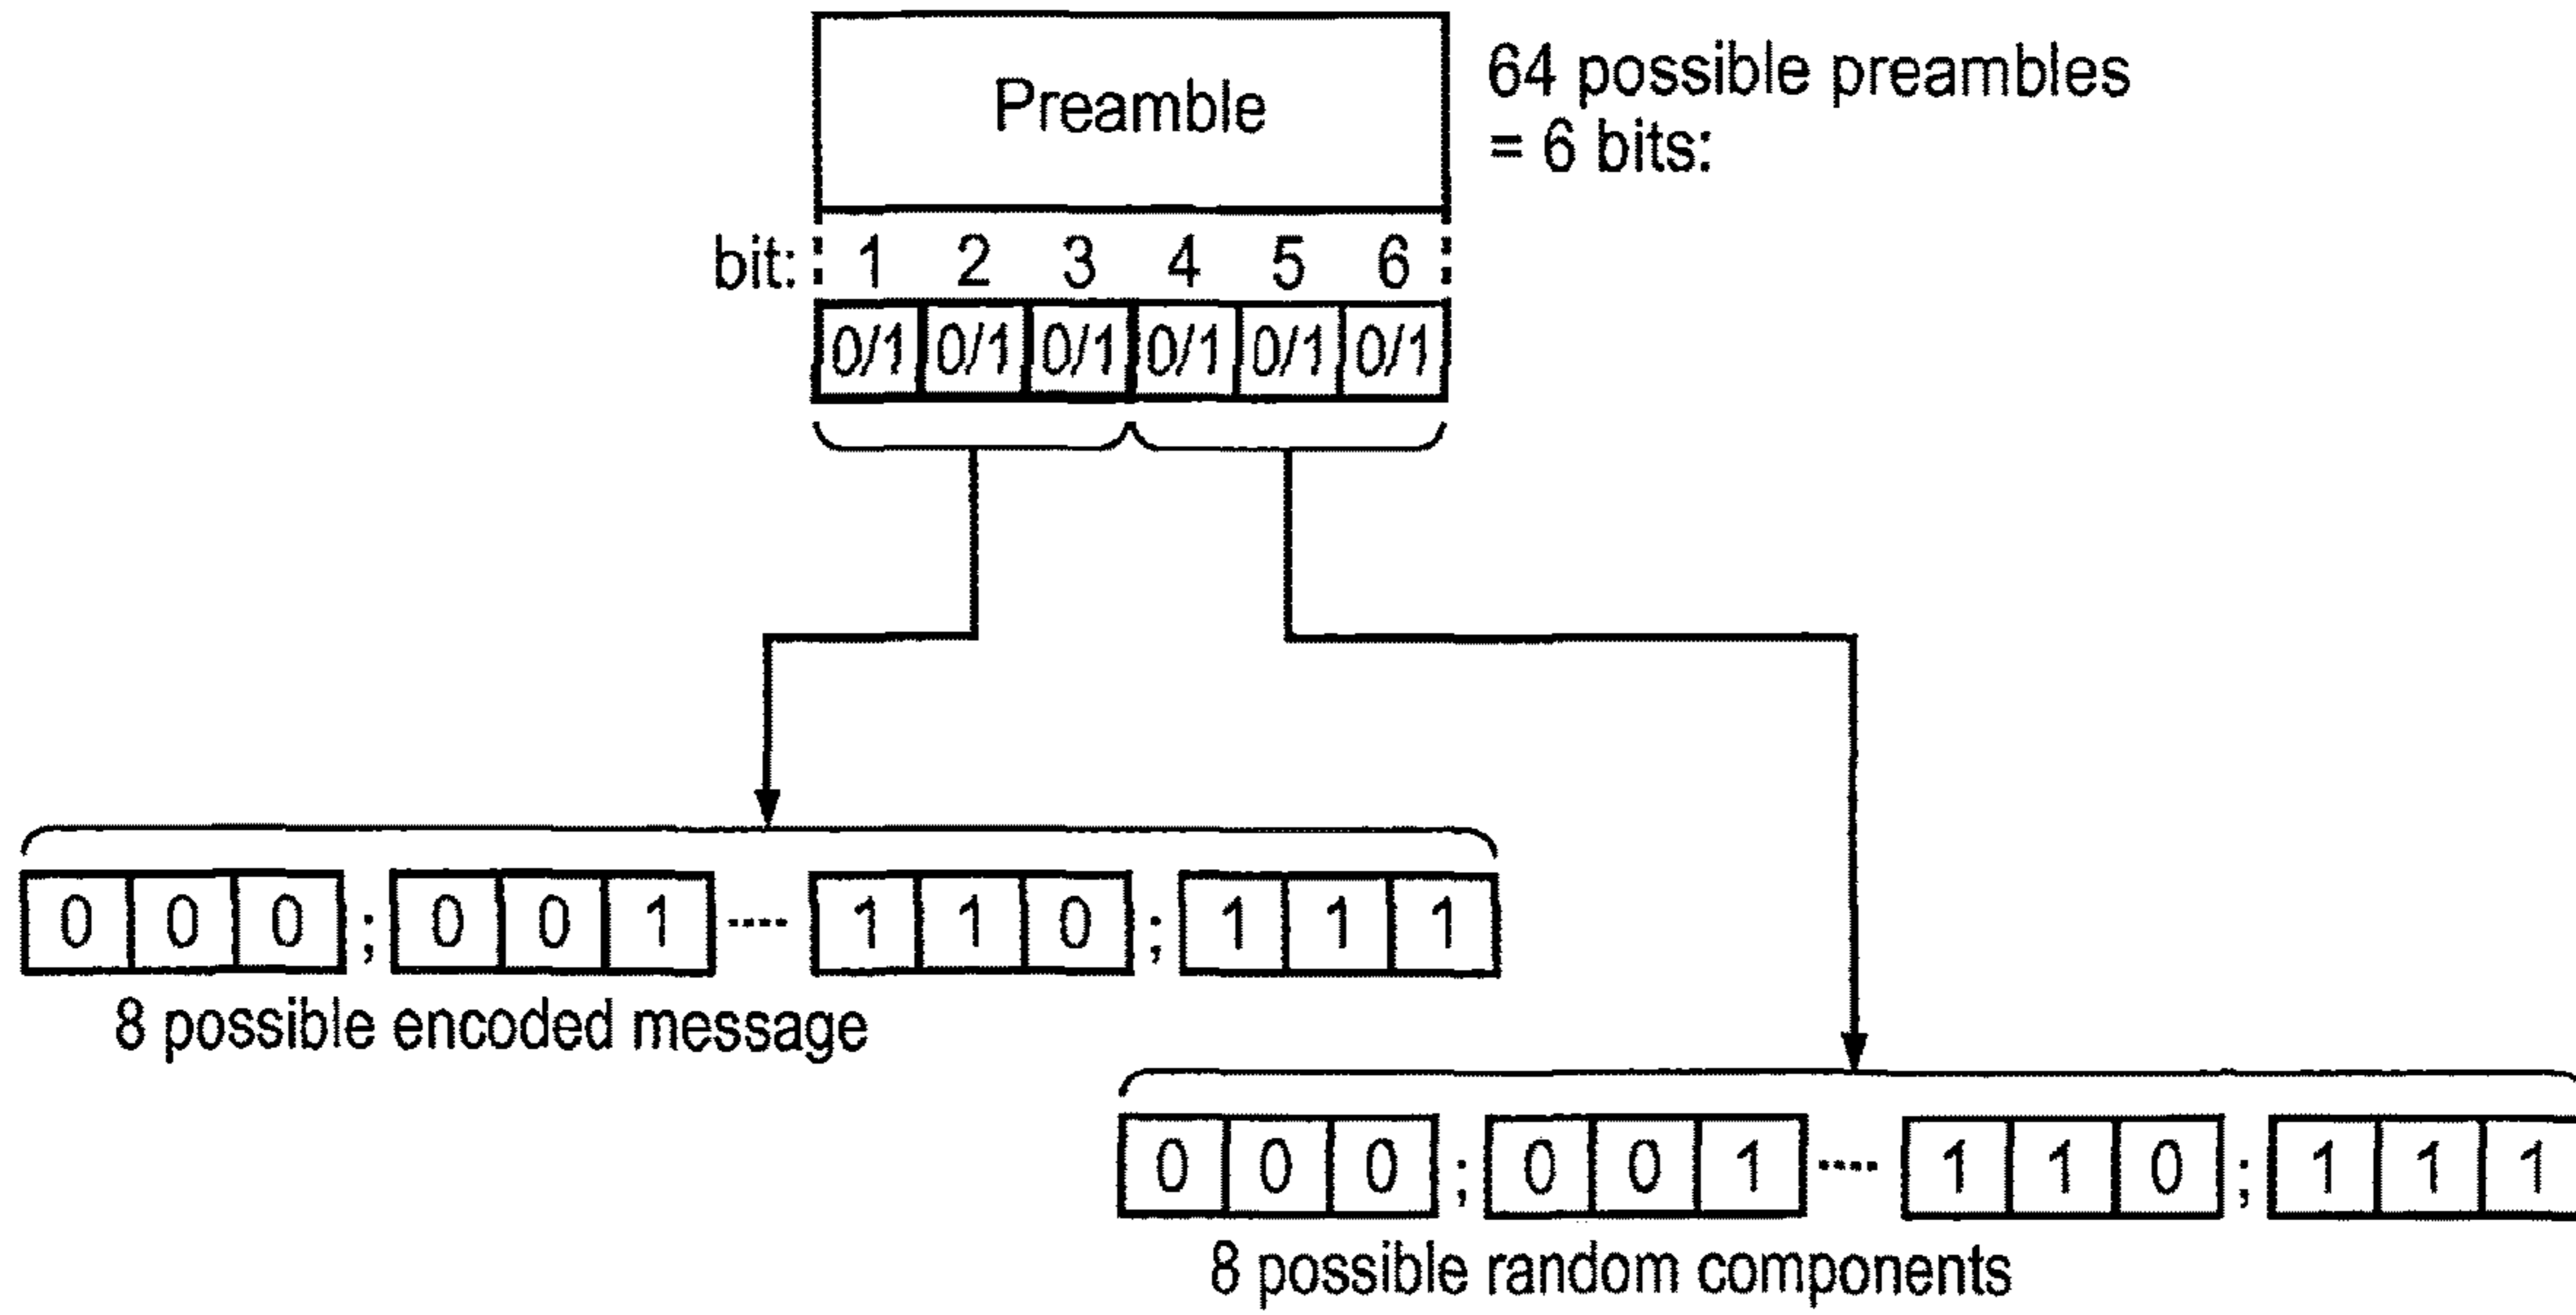 Preamble
64 possible preambles
= 6 bits:
bit: 1 2 3 4 5 6
0/1 0/1 0/1 0/1 0/1 0/1
0 0 0 ; 0 0 1 ---- 1 1 0 ; 1 1 1
8 possible encoded message
0 0 0 ; 0 0 1 ---- 1 1 0 ; 1 1 1
8 possible random components